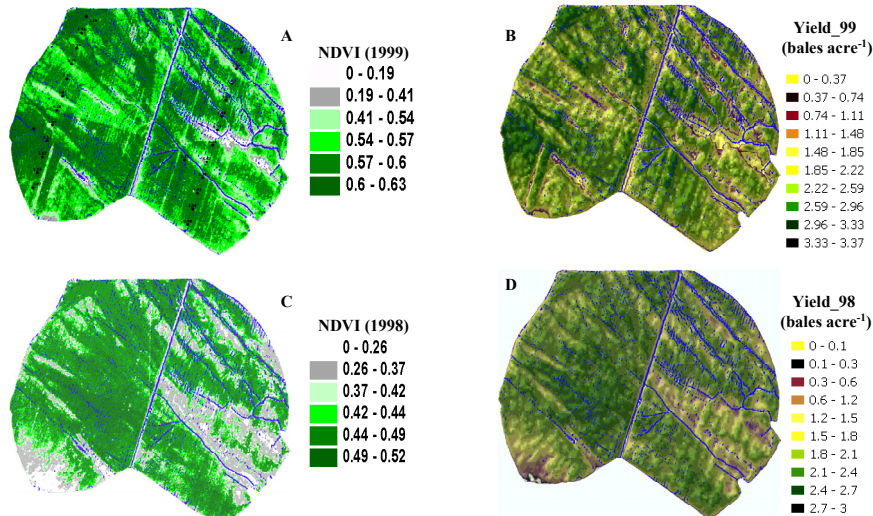 A
NDVI (1999)
0 - 0.19
0.19 - 0.41
0.41 - 0.54
0.54 - 0.57
0.57 - 0.6
0.6 - 0.63
B
Yield_99
(bales acre-1)
0 - 0.37
0.37 - 0.74
0.74 - 1.11
1.11 - 1.48
1.48 - 1.85
1.85 - 2.22
2.22 - 2.59
2.59 - 2.96
2.96 - 3.33
3.33 - 3.37
C
NDVI (1998)
0 - 0.26
0.26 - 0.37
0.37 - 0.42
0.42 - 0.44
0.44 - 0.49
0.49 - 0.52
D
Yield_98
(bales acre-1)
0 - 0.1
0.1 - 0.3
0.3 - 0.6
0.6 - 1.2
1.2 - 1.5
1.5 - 1.8
1.8 - 2.1
2.1 - 2.4
2.4 - 2.7
2.7 - 3